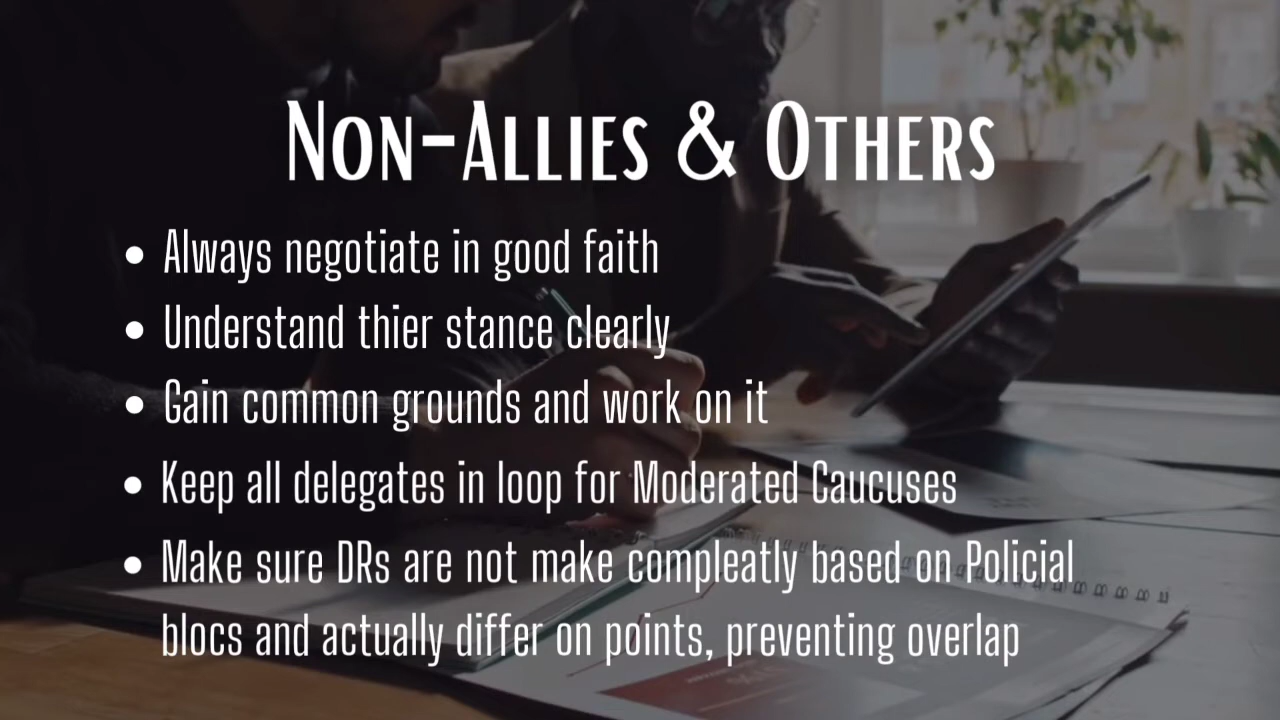 Non-Allies & Others
• Always negotiate in good faith
• Understand thier stance clearly
• Gain common grounds and work on it
• Keep all delegates in loop for Moderated Caucuses
• Make sure DRs are not make compleatly based on Policial
blocs and actually differ on points, preventing overlap